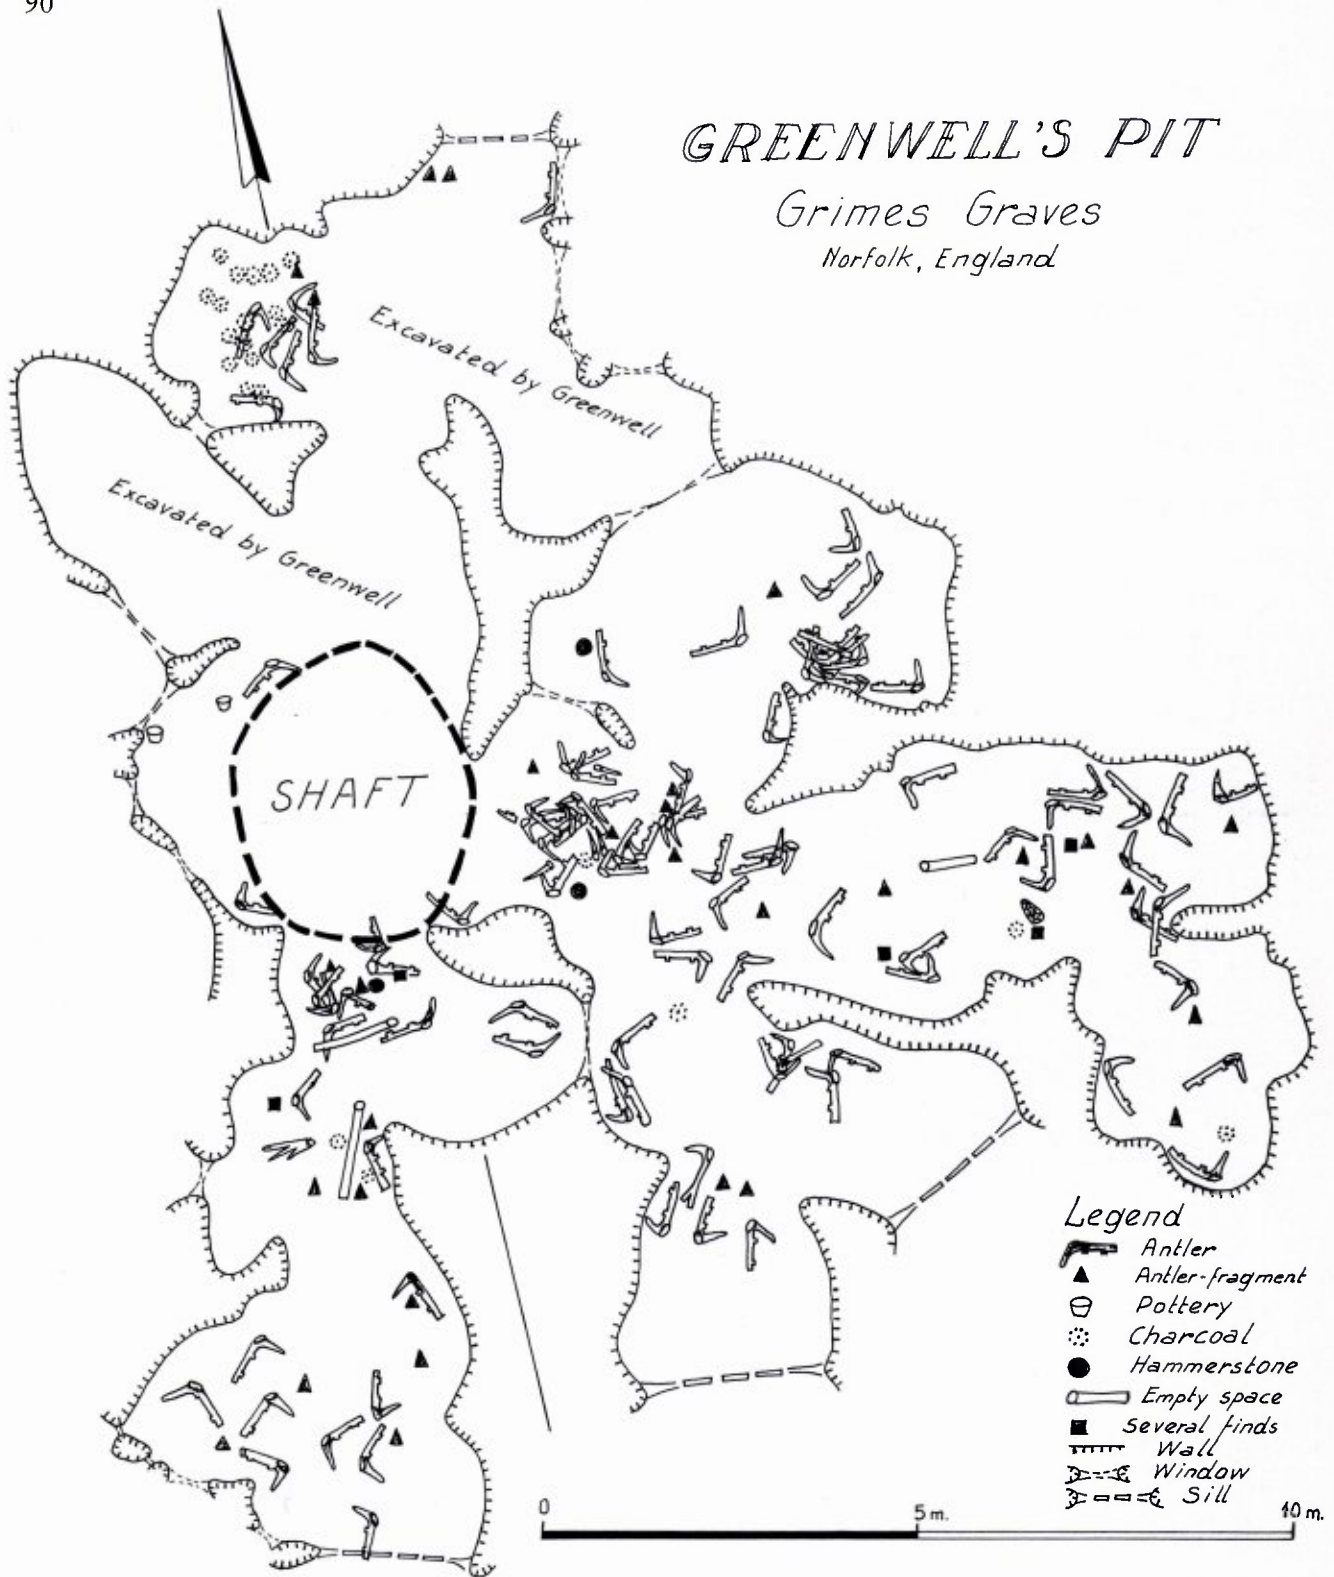 90
GREENWELL'S PIT
Grimes Graves
Norfolk, England
Excavated by Greenwell
Excavated by Greenwell
SHAFT
Legend
Antler
Antler-fragment
Pottery
Charcoal
Hammerstone
Empty space
Several finds
Wall
Window
Sill
0 5 m. 10 m.